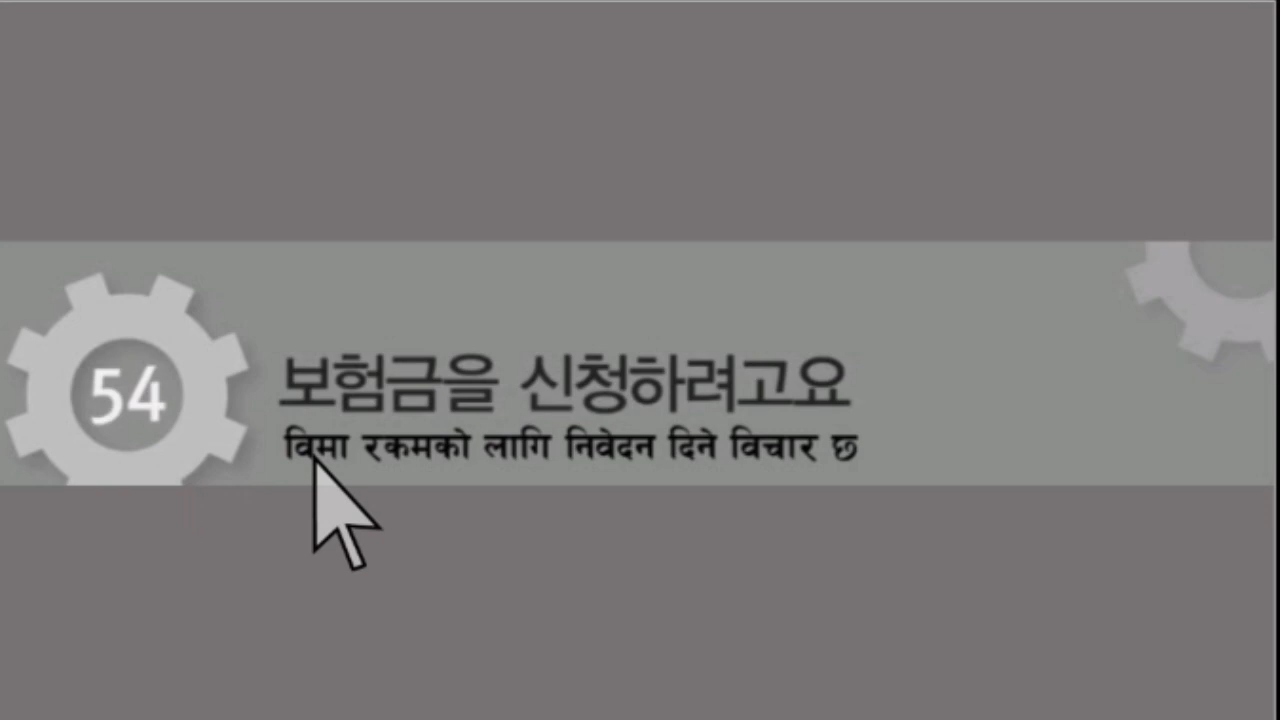 54
보험금을 신청하려고요
विमा रकमको लागि निवेदन दिने विचार छ